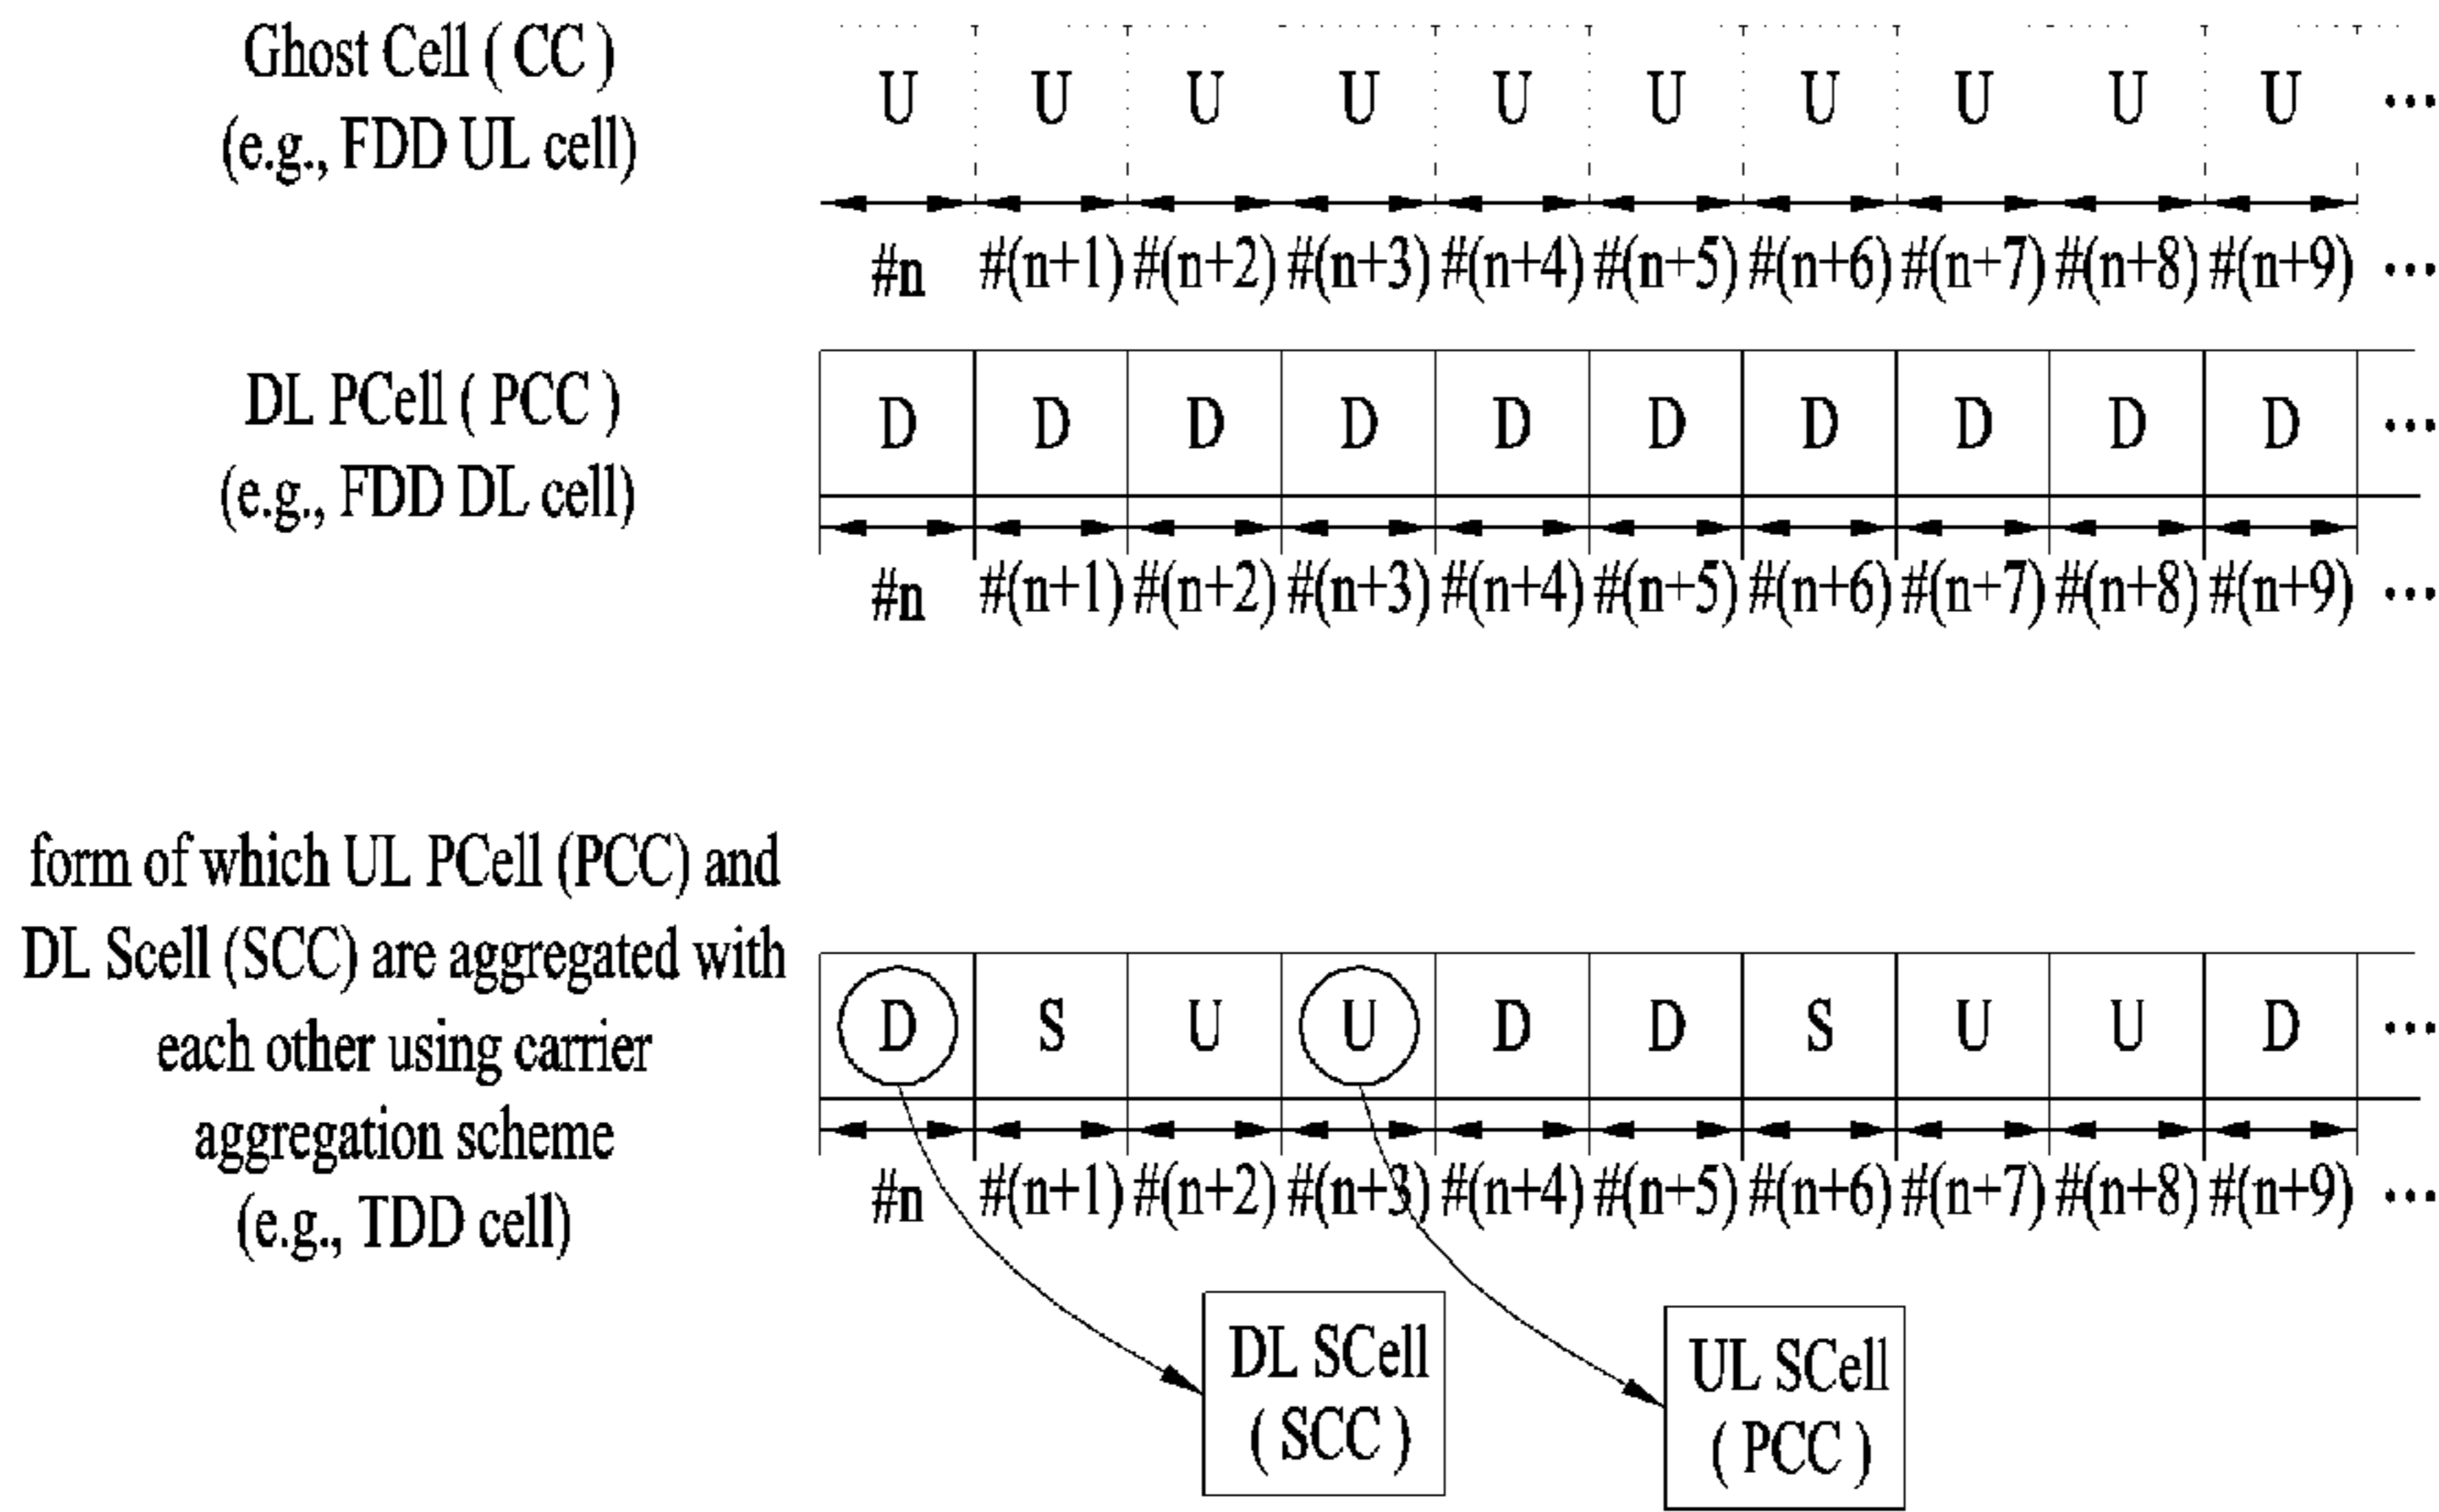 Ghost Cell ( CC )
(e.g., FDD UL cell)
U U U U U U U U U U ...
#n #(n+1) #(n+2) #(n+3) #(n+4) #(n+5) #(n+6) #(n+7) #(n+8) #(n+9) ...
DL PCell ( PCC )
(e.g., FDD DL cell)
D D D D D D D D D D ...
#n #(n+1) #(n+2) #(n+3) #(n+4) #(n+5) #(n+6) #(n+7) #(n+8) #(n+9) ...
form of which UL PCell (PCC) and
DL Scell (SCC) are aggregated with
each other using carrier
aggregation scheme
(e.g., TDD cell)
D S U U D D S U U D ...
#n #(n+1) #(n+2) #(n+3) #(n+4) #(n+5) #(n+6) #(n+7) #(n+8) #(n+9) ...
DL SCell
( SCC )
UL SCell
( PCC )